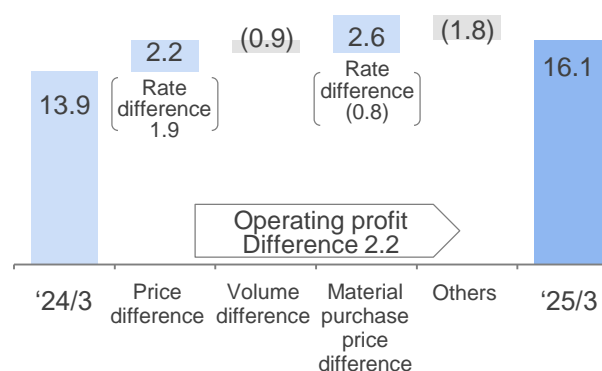 2.2
(0.9)
2.6
(1.8)
16.1
13.9
Rate
difference
1.9
Rate
difference
(0.8)
Operating profit
Difference 2.2
‘24/3
Price
difference
Volume
difference
Material
purchase
price
difference
Others
‘25/3